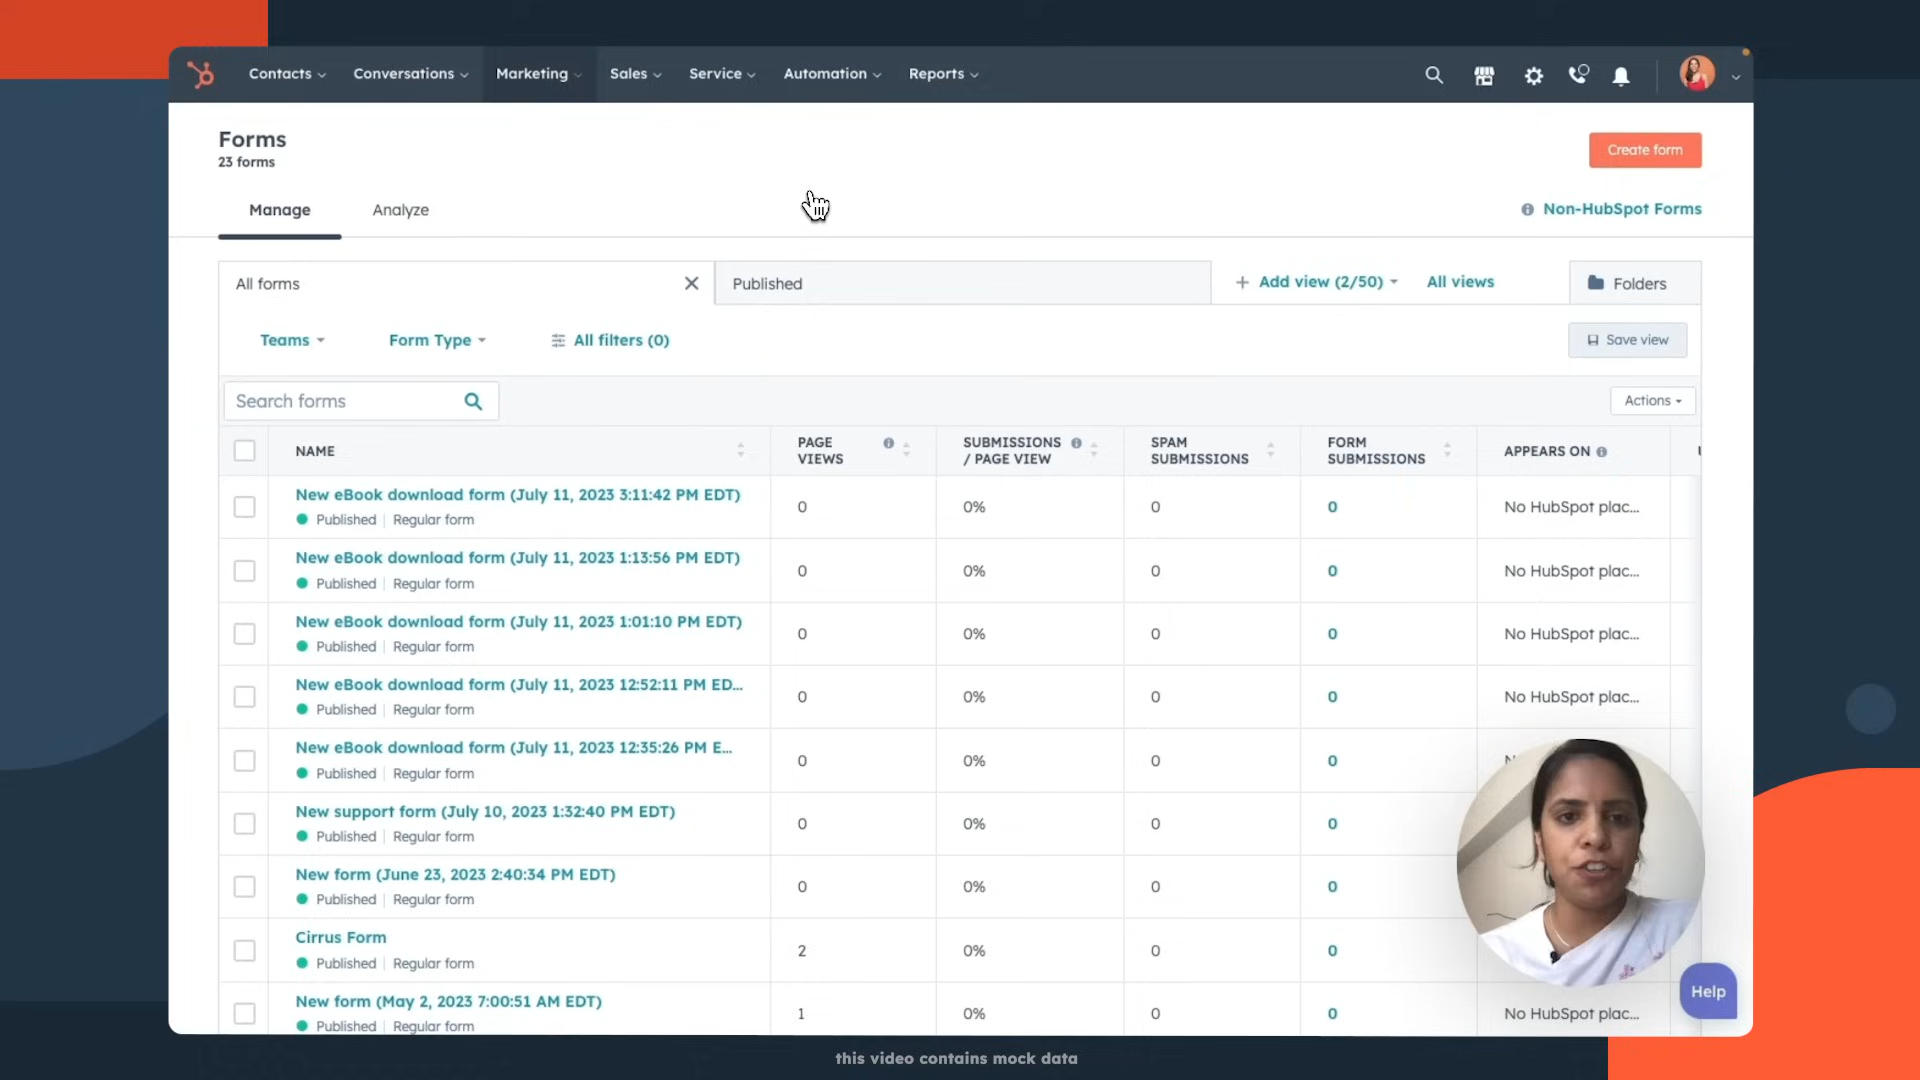 Contacts
Conversations
Marketing
Sales
Service
Automation
Reports
Forms
23 forms
Create form
Manage
Analyze
Non-HubSpot Forms
All forms
Published
Add view (2/50)
All views
Folders
Teams
Form Type
All filters (0)
Save view
Search forms
Actions
NAME
PAGE VIEWS
SUBMISSIONS / PAGE VIEW
SPAM SUBMISSIONS
FORM SUBMISSIONS
APPEARS ON
New eBook download form (July 11, 2023 3:11:42 PM EDT)
Published | Regular form
0
0%
0
0
No HubSpot plac...
New eBook download form (July 11, 2023 1:13:56 PM EDT)
Published | Regular form
0
0%
0
0
No HubSpot plac...
New eBook download form (July 11, 2023 1:01:10 PM EDT)
Published | Regular form
0
0%
0
0
No HubSpot plac...
New eBook download form (July 11, 2023 12:52:11 PM ED...
Published | Regular form
0
0%
0
0
No HubSpot plac...
New eBook download form (July 11, 2023 12:35:26 PM E...
Published | Regular form
0
0%
0
0
New support form (July 10, 2023 1:32:40 PM EDT)
Published | Regular form
0
0%
0
0
New form (June 23, 2023 2:40:34 PM EDT)
Published | Regular form
0
0%
0
0
Cirrus Form
Published | Regular form
2
0%
0
0
New form (May 2, 2023 7:00:51 AM EDT)
Published | Regular form
1
0%
0
0
No HubSpot plac...
Help
this video contains mock data